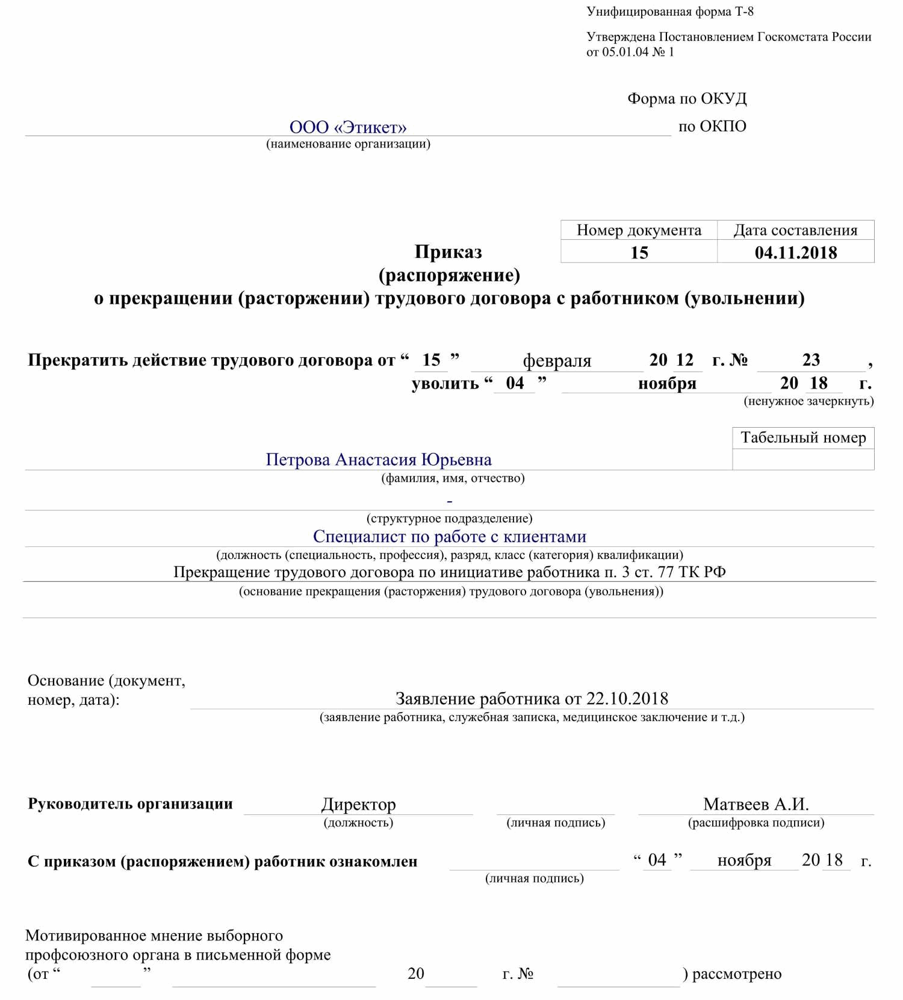 Унифицированная форма Т-8
Утверждена Постановлением Госкомстата России
от 05.01.04 № 1
Форма по ОКУД
ООО «Этикет» по ОКПО
(наименование организации)
Номер документа Дата составления
Приказ 15 04.11.2018
(распоряжение)
о прекращении (расторжении) трудового договора с работником (увольнении)
Прекратить действие трудового договора от “ 15 ” февраля 20 12 г. № 23 ,
уволить “ 04 ” ноября 20 18 г.
(ненужное зачеркнуть)
Табельный номер
Петрова Анастасия Юрьевна
(фамилия, имя, отчество)
-
(структурное подразделение)
Специалист по работе с клиентами
(должность (специальность, профессия), разряд, класс (категория) квалификации)
Прекращение трудового договора по инициативе работника п. 3 ст. 77 ТК РФ
(основание прекращения (расторжения) трудового договора (увольнения))
Основание (документ,
номер, дата): Заявление работника от 22.10.2018
(заявление работника, служебная записка, медицинское заключение и т.д.)
Руководитель организации Директор Матвеев А.И.
(должность) (личная подпись) (расшифровка подписи)
С приказом (распоряжением) работник ознакомлен “ 04 ” ноября 20 18 г.
(личная подпись)
Мотивированное мнение выборного
профсоюзного органа в письменной форме
(от “ ” 20 г. № ) рассмотрено